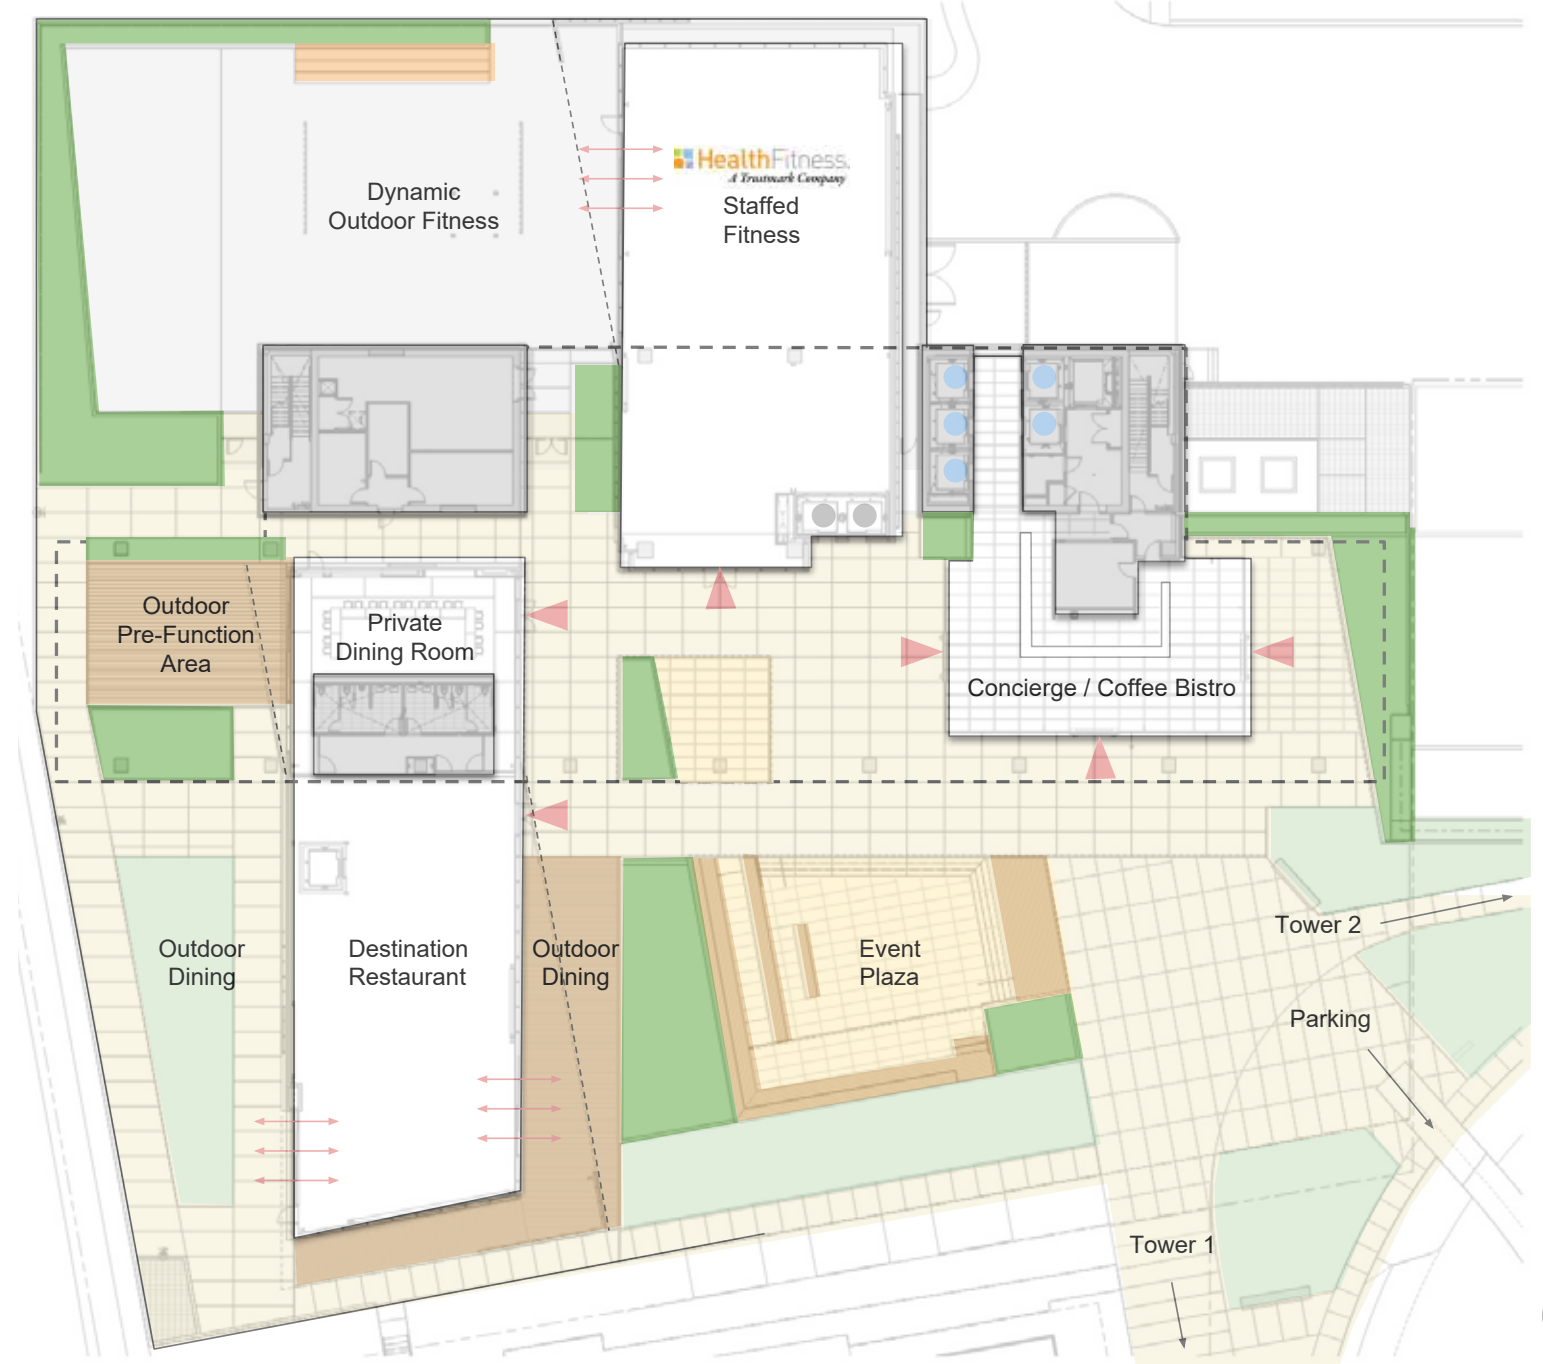 HealthFitness.
A Trustmark Company
Dynamic
Outdoor Fitness
Staffed
Fitness
Outdoor
Pre-Function
Area
Private
Dining Room
Concierge / Coffee Bistro
Outdoor
Dining
Destination
Restaurant
Outdoor
Dining
Event
Plaza
Tower 2
Parking
Tower 1